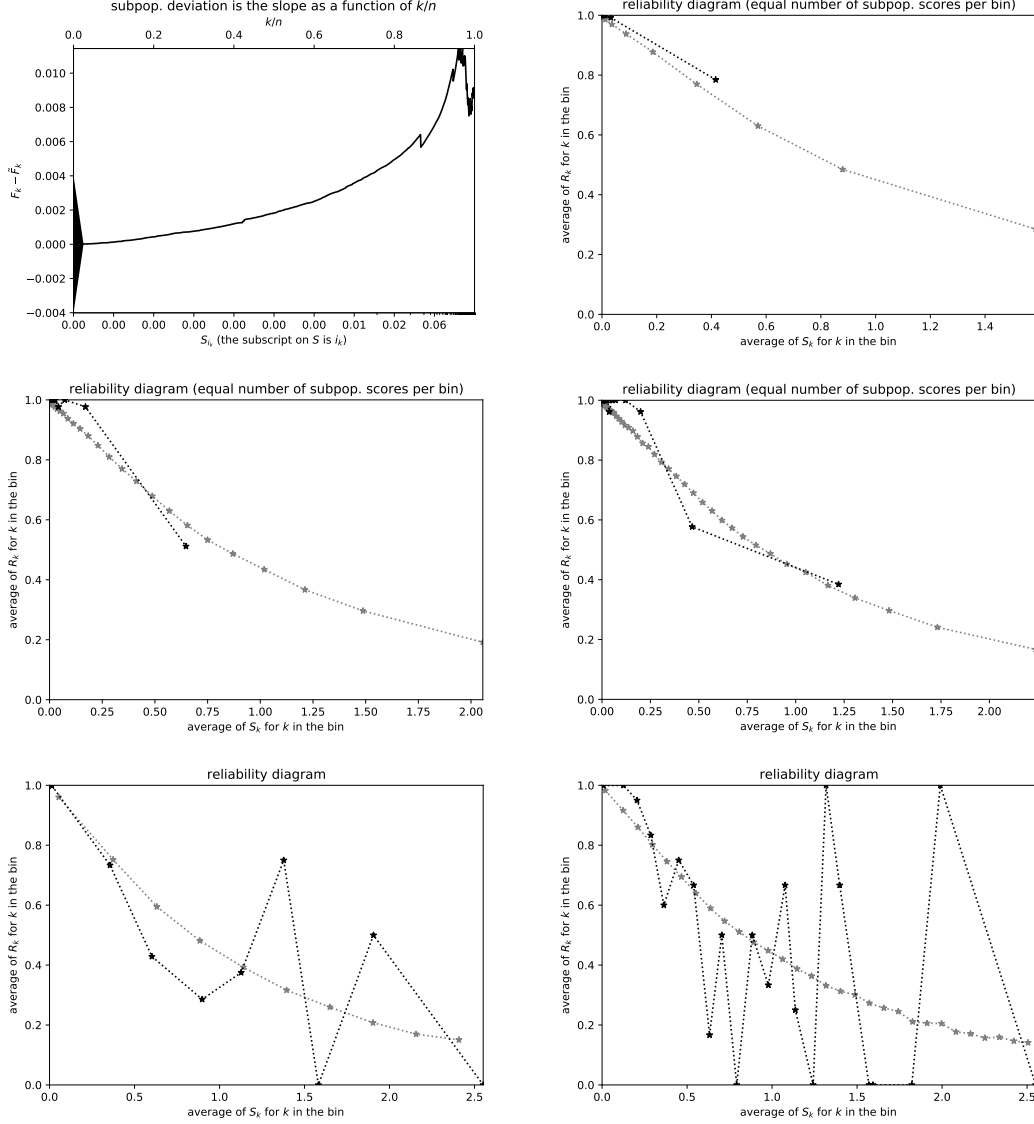 subpop. deviation is the slope as a function of k/n
k/n
0.0 0.2 0.4 0.6 0.8 1.0
0.010
0.008
0.006
0.004
0.002
0.000
−0.002
−0.004
F_k − F̃_k
0.00 0.00 0.00 0.00 0.00 0.00 0.00 0.01 0.02 0.06
S_{i_k} (the subscript on S is i_k)
reliability diagram (equal number of subpop. scores per bin)
1.0
0.8
0.6
0.4
0.2
0.0
average of R_k for k in the bin
0.0 0.2 0.4 0.6 0.8 1.0 1.2 1.4
average of S_k for k in the bin
reliability diagram (equal number of subpop. scores per bin)
1.0
0.8
0.6
0.4
0.2
0.0
average of R_k for k in the bin
0.00 0.25 0.50 0.75 1.00 1.25 1.50 1.75 2.00
average of S_k for k in the bin
reliability diagram (equal number of subpop. scores per bin)
1.0
0.8
0.6
0.4
0.2
0.0
average of R_k for k in the bin
0.00 0.25 0.50 0.75 1.00 1.25 1.50 1.75 2.00
average of S_k for k in the bin
reliability diagram
1.0
0.8
0.6
0.4
0.2
0.0
average of R_k for k in the bin
0.0 0.5 1.0 1.5 2.0 2.5
average of S_k for k in the bin
reliability diagram
1.0
0.8
0.6
0.4
0.2
0.0
average of R_k for k in the bin
0.0 0.5 1.0 1.5 2.0 2.5
average of S_k for k in the bin